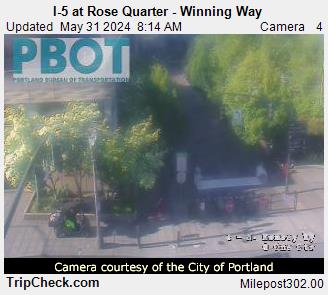 I-5 at Rose Quarter - Winning Way
Updated May 31 2024 8:14 AM Camera 4
PBOT
PORTLAND BUREAU OF TRANSPORTATION
Camera courtesy of the City of Portland
TripCheck.com Milepost302.00